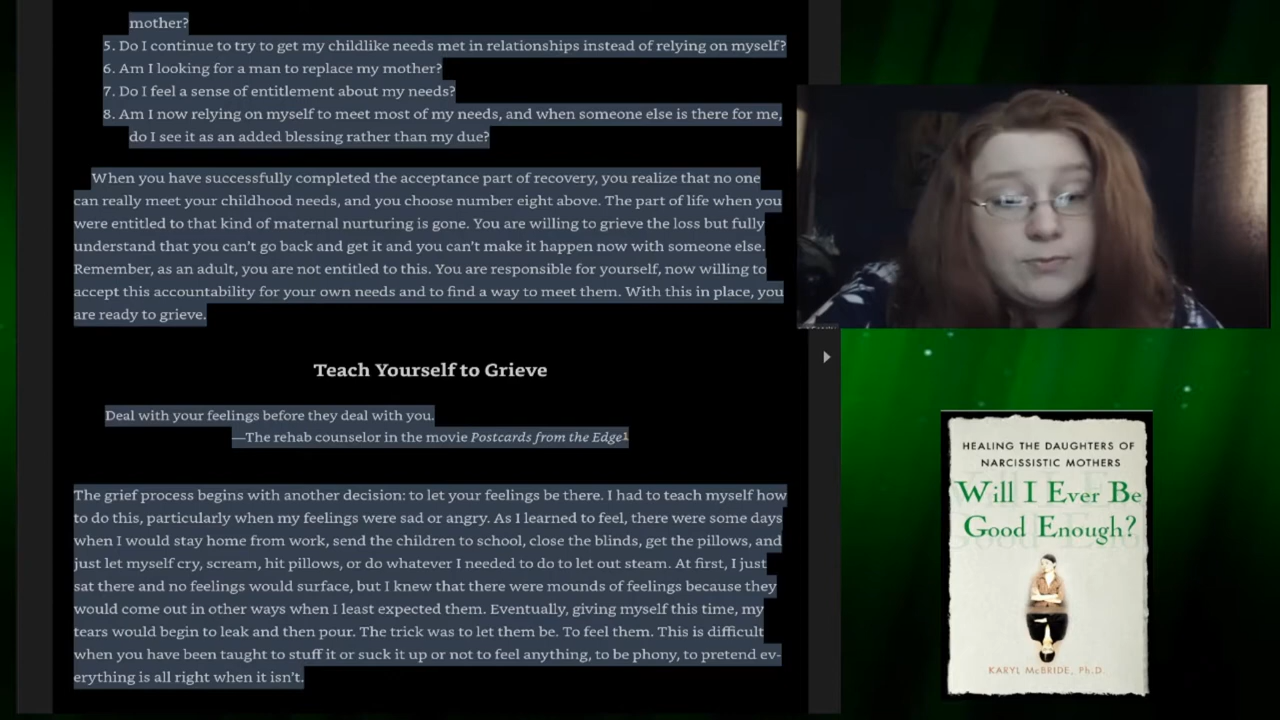 mother?
5. Do I continue to try to get my childlike needs met in relationships instead of relying on myself?
6. Am I looking for a man to replace my mother?
7. Do I feel a sense of entitlement about my needs?
8. Am I now relying on myself to meet most of my needs, and when someone else is there for me,
do I see it as an added blessing rather than my due?
When you have successfully completed the acceptance part of recovery, you realize that no one
can really meet your childhood needs, and you choose number eight above. The part of life when you
were entitled to that kind of maternal nurturing is gone. You are willing to grieve the loss but fully
understand that you can't go back and get it and you can't make it happen now with someone else.
Remember, as an adult, you are not entitled to this. You are responsible for yourself, now willing to
accept this accountability for your own needs and to find a way to meet them. With this in place, you
are ready to grieve.
Teach Yourself to Grieve
Deal with your feelings before they deal with you.
—The rehab counselor in the movie Postcards from the Edge1
The grief process begins with another decision: to let your feelings be there. I had to teach myself how
to do this, particularly when my feelings were sad or angry. As I learned to feel, there were some days
when I would stay home from work, send the children to school, close the blinds, get the pillows, and
just let myself cry, scream, hit pillows, or do whatever I needed to do to let out steam. At first, I just
sat there and no feelings would surface, but I knew that there were mounds of feelings because they
would come out in other ways when I least expected them. Eventually, giving myself this time, my
tears would begin to leak and then pour. The trick was to let them be. To feel them. This is difficult
when you have been taught to stuff it or suck it up or not to feel anything, to be phony, to pretend ev-
erything is all right when it isn't.
HEALING THE DAUGHTERS OF
NARCISSISTIC MOTHERS
Will I Ever Be
Good Enough?
KARYL McBRIDE, Ph.D.